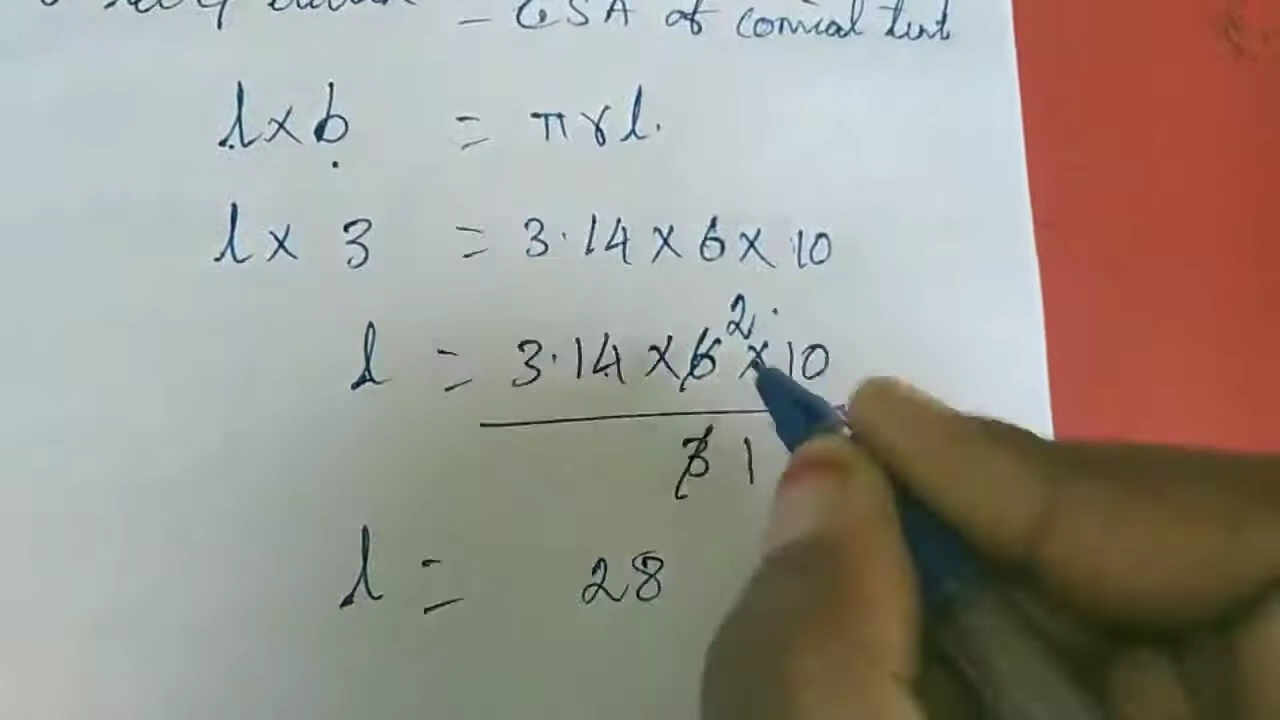 - CSA of conical tent
l × b = πrl.
l × 3 = 3.14 × 6 × 10
2
l = 3.14 × 6 × 10
3 1
l = 28